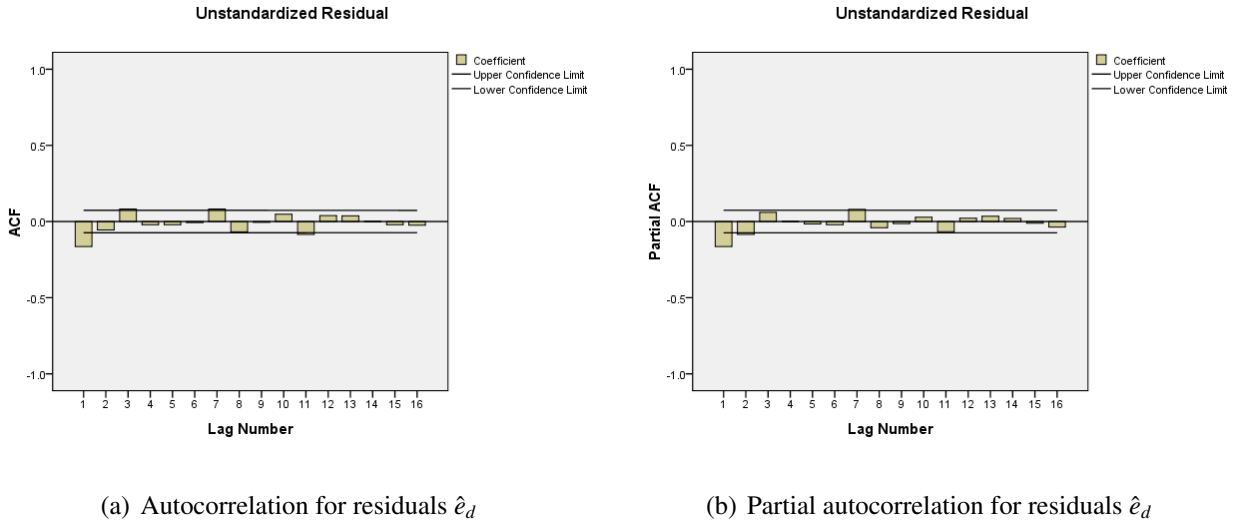 Unstandardized Residual
Coefficient
Upper Confidence Limit
Lower Confidence Limit
1.0
0.5
0.0
-0.5
-1.0
ACF
1 2 3 4 5 6 7 8 9 10 11 12 13 14 15 16
Lag Number
(a) Autocorrelation for residuals ê_d
Unstandardized Residual
Coefficient
Upper Confidence Limit
Lower Confidence Limit
1.0
0.5
0.0
-0.5
-1.0
Partial ACF
1 2 3 4 5 6 7 8 9 10 11 12 13 14 15 16
Lag Number
(b) Partial autocorrelation for residuals ê_d